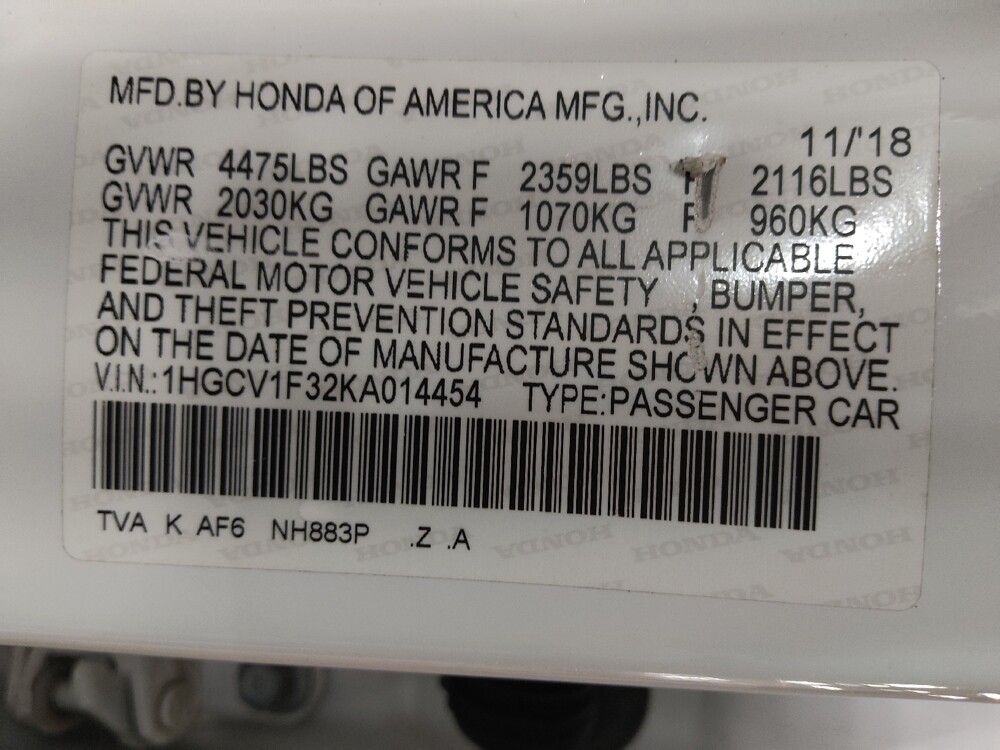 MFD.BY HONDA OF AMERICA MFG.,INC.
11/'18
GVWR 4475LBS GAWR F 2359LBS 2116LBS
GVWR 2030KG GAWR F 1070KG 960KG
THIS VEHICLE CONFORMS TO ALL APPLICABLE
FEDERAL MOTOR VEHICLE SAFETY , BUMPER,
AND THEFT PREVENTION STANDARDS IN EFFECT
ON THE DATE OF MANUFACTURE SHOWN ABOVE.
V.I.N.:1HGCV1F32KA014454 TYPE:PASSENGER CAR
TVA K AF6 NH883P .Z .A